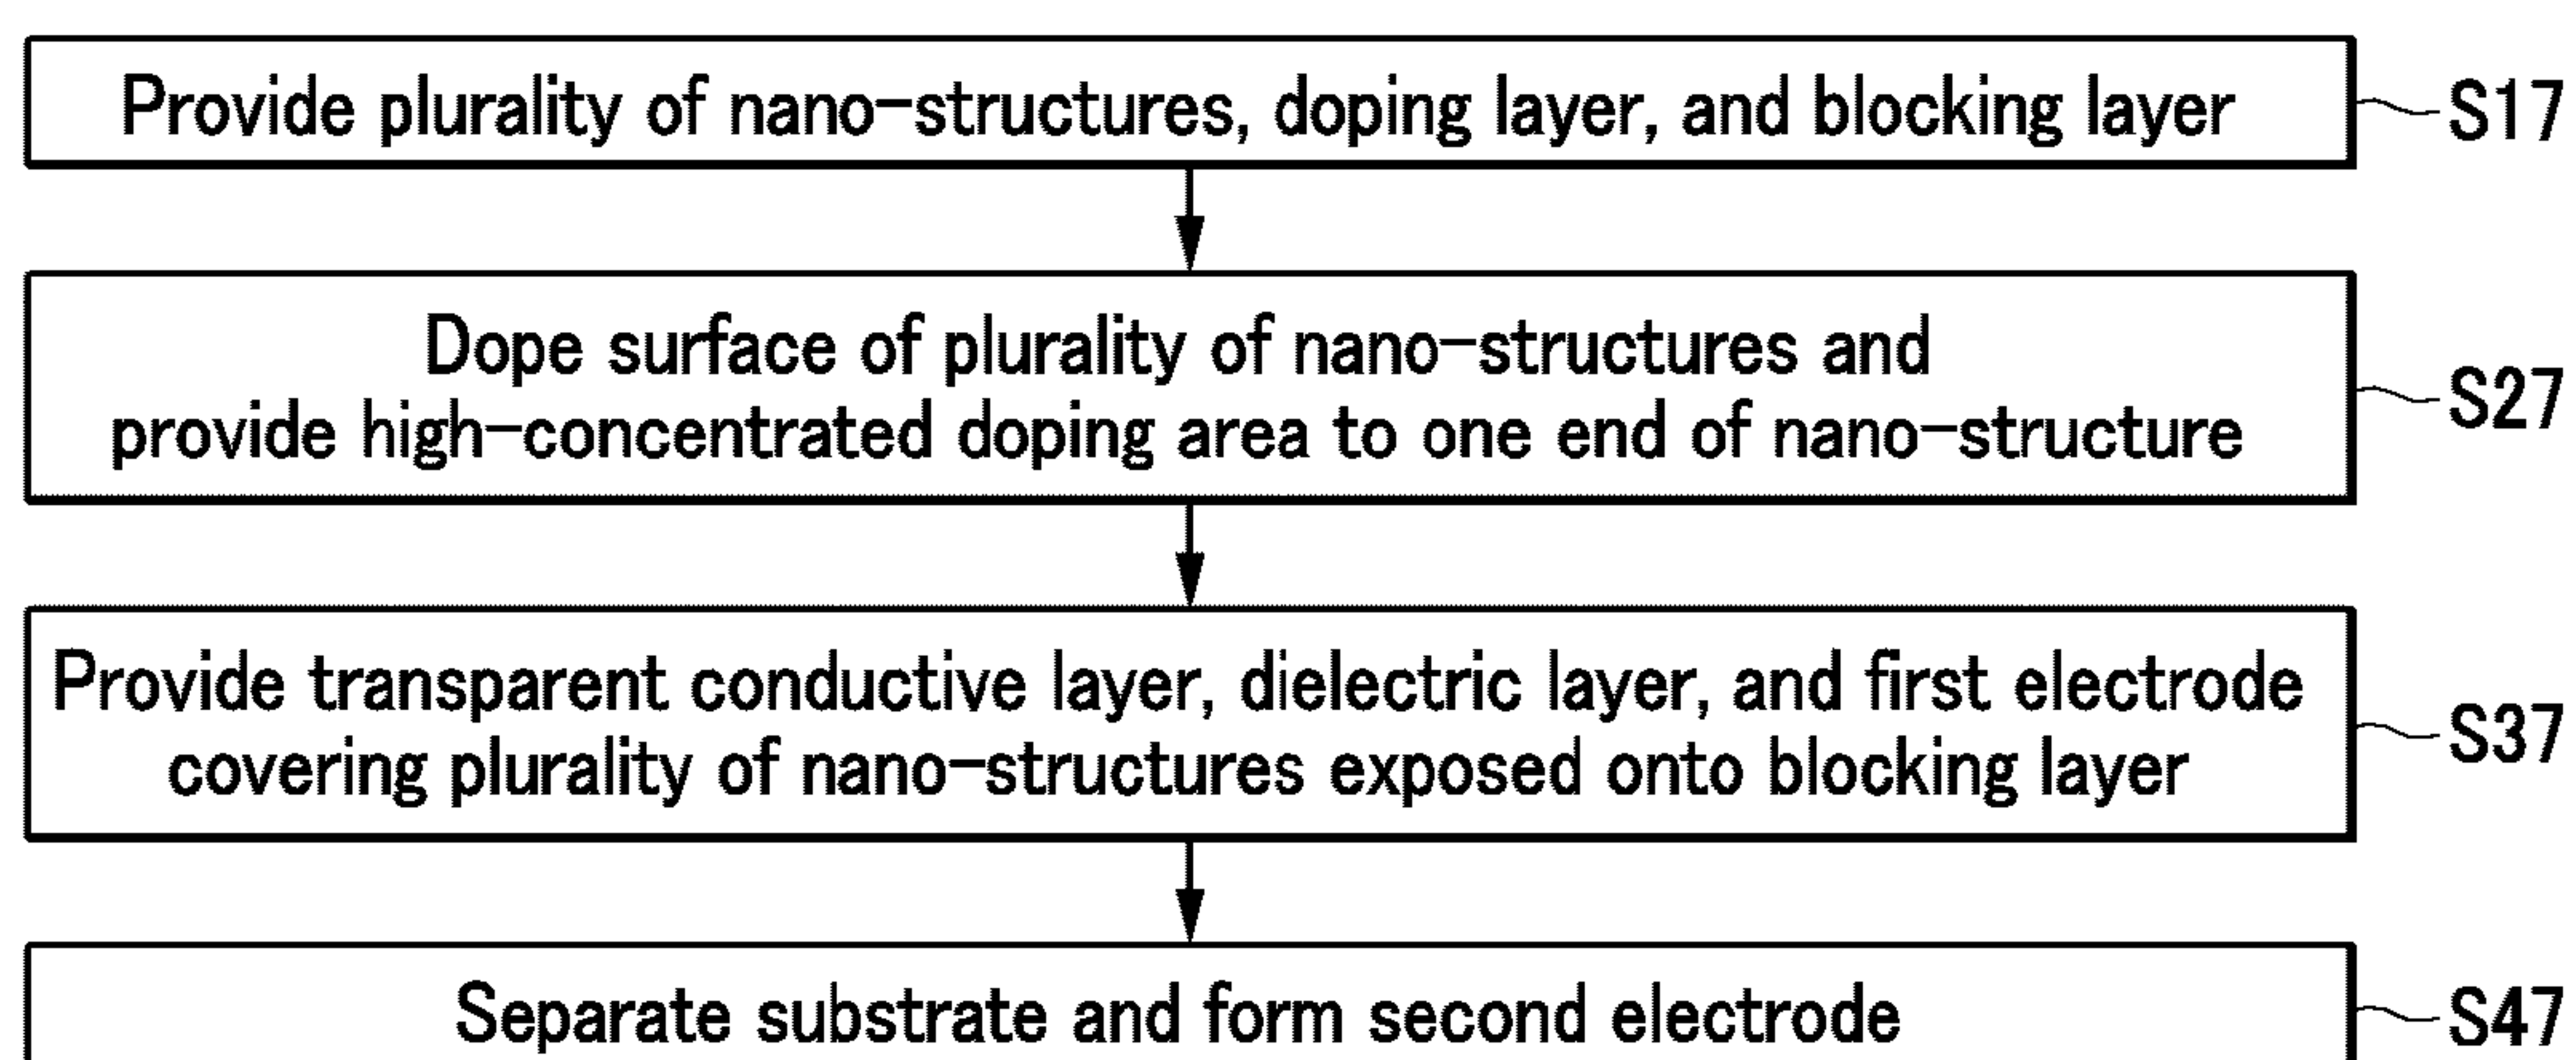 Provide plurality of nano-structures, doping layer, and blocking layer
S17
Dope surface of plurality of nano-structures and
provide high-concentrated doping area to one end of nano-structure
S27
Provide transparent conductive layer, dielectric layer, and first electrode
covering plurality of nano-structures exposed onto blocking layer
S37
Separate substrate and form second electrode
S47